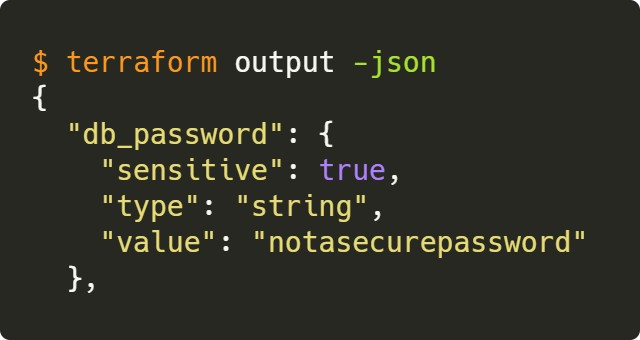 $ terraform output -json
{
  "db_password": {
    "sensitive": true,
    "type": "string",
    "value": "notasecurepassword"
  },